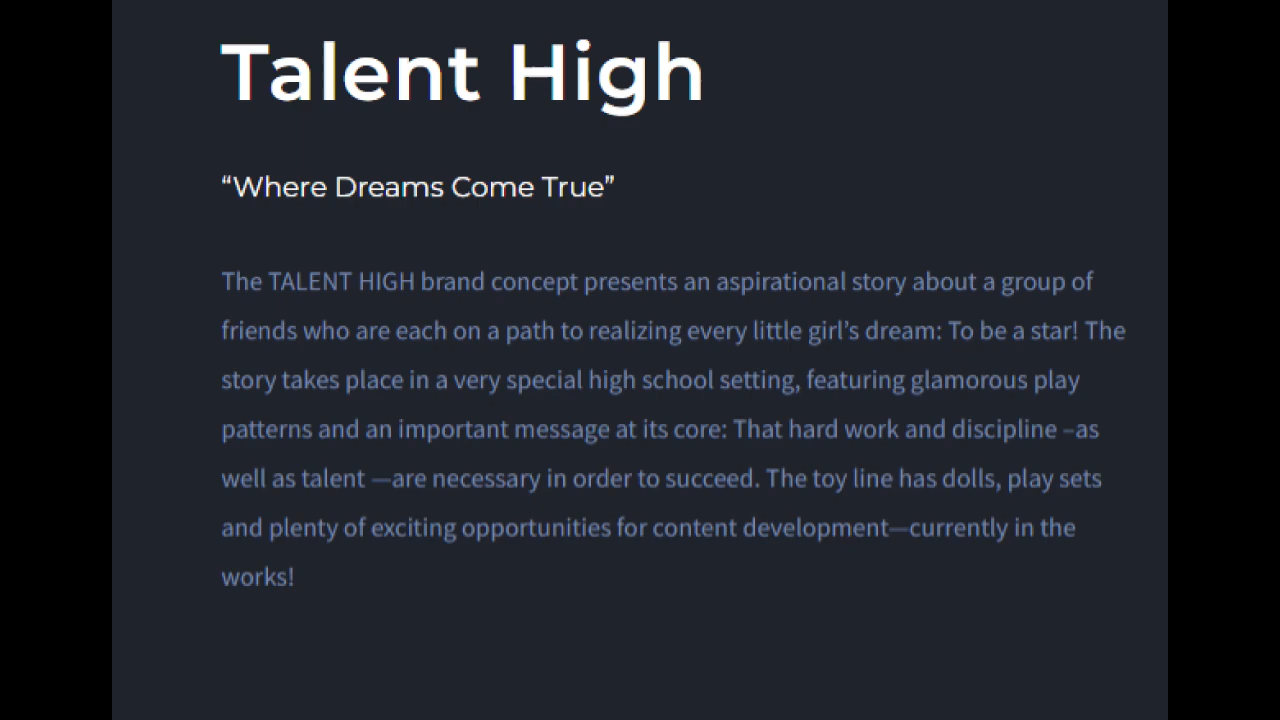 Talent High
“Where Dreams Come True”
The TALENT HIGH brand concept presents an aspirational story about a group of
friends who are each on a path to realizing every little girl’s dream: To be a star! The
story takes place in a very special high school setting, featuring glamorous play
patterns and an important message at its core: That hard work and discipline –as
well as talent —are necessary in order to succeed. The toy line has dolls, play sets
and plenty of exciting opportunities for content development—currently in the
works!